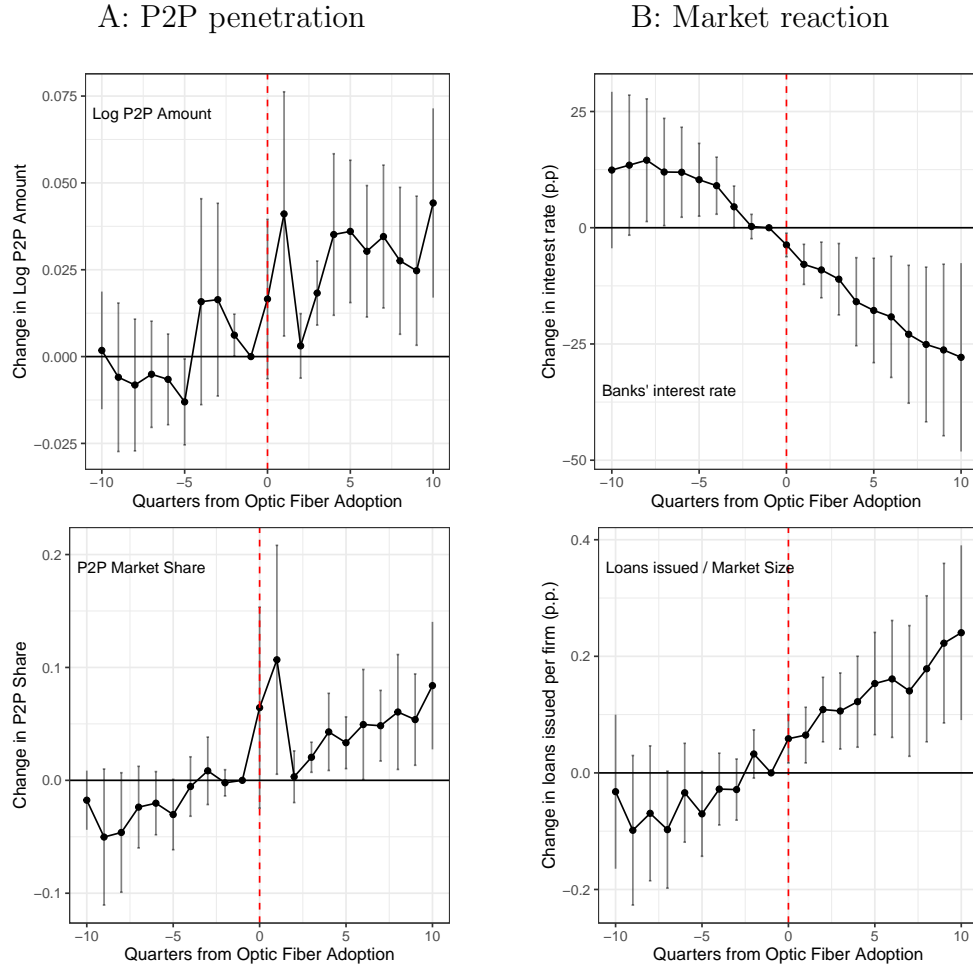 A: P2P penetration
B: Market reaction
Log P2P Amount
Change in Log P2P Amount
0.075
0.050
0.025
0.000
−0.025
−10
−5
0
5
10
Quarters from Optic Fiber Adoption
Banks' interest rate
Change in interest rate (p.p)
25
0
−25
−50
−10
−5
0
5
10
Quarters from Optic Fiber Adoption
P2P Market Share
Change in P2P Share
0.2
0.1
0.0
−0.1
−10
−5
0
5
10
Quarters from Optic Fiber Adoption
Loans issued / Market Size
Change in loans issued per firm (p.p.)
0.4
0.2
0.0
−0.2
−10
−5
0
5
10
Quarters from Optic Fiber Adoption